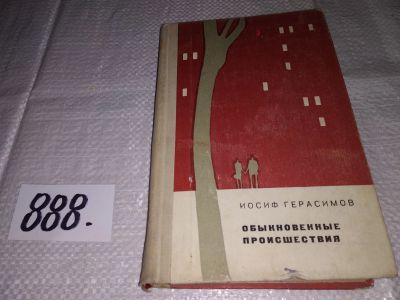 888.
ИОСИФ ГЕРАСИМОВ
ОБЫКНОВЕННЫЕ
ПРОИСШЕСТВИЯ